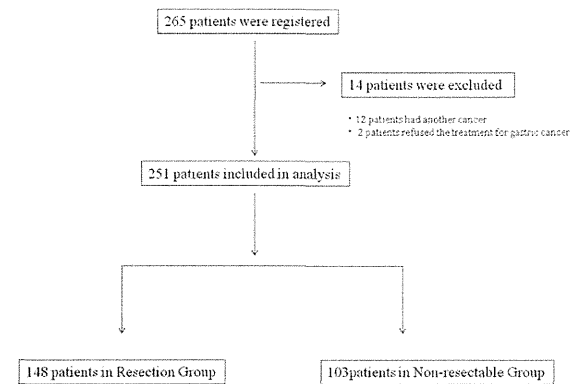 265 patients were registered
14 patients were excluded
• 12 patients had another cancer
• 2 patients refused the treatment for gastric cancer
251 patients included in analysis
148 patients in Resection Group
103patients in Non-resectable Group